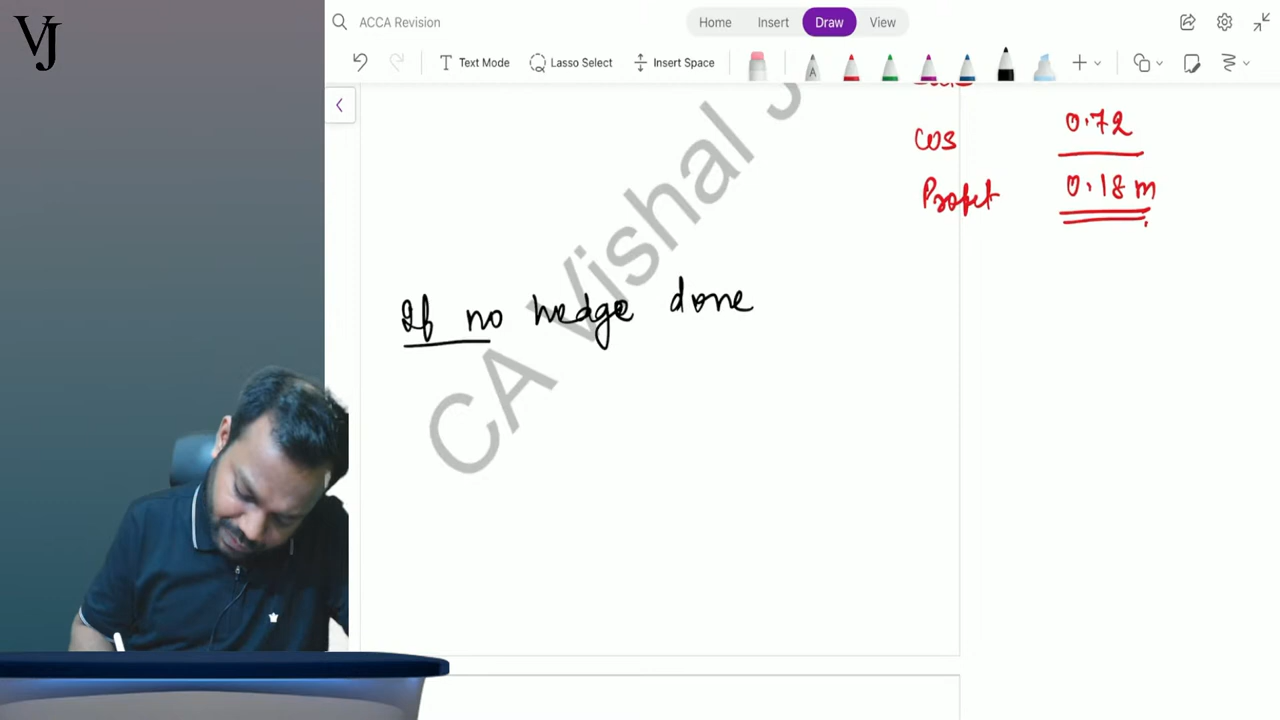 VJ
ACCA Revision
Home Insert Draw View
Text Mode Lasso Select Insert Space
A
cos 0.72
Profit 0.18 m
If no hedge done
CA Vishal J